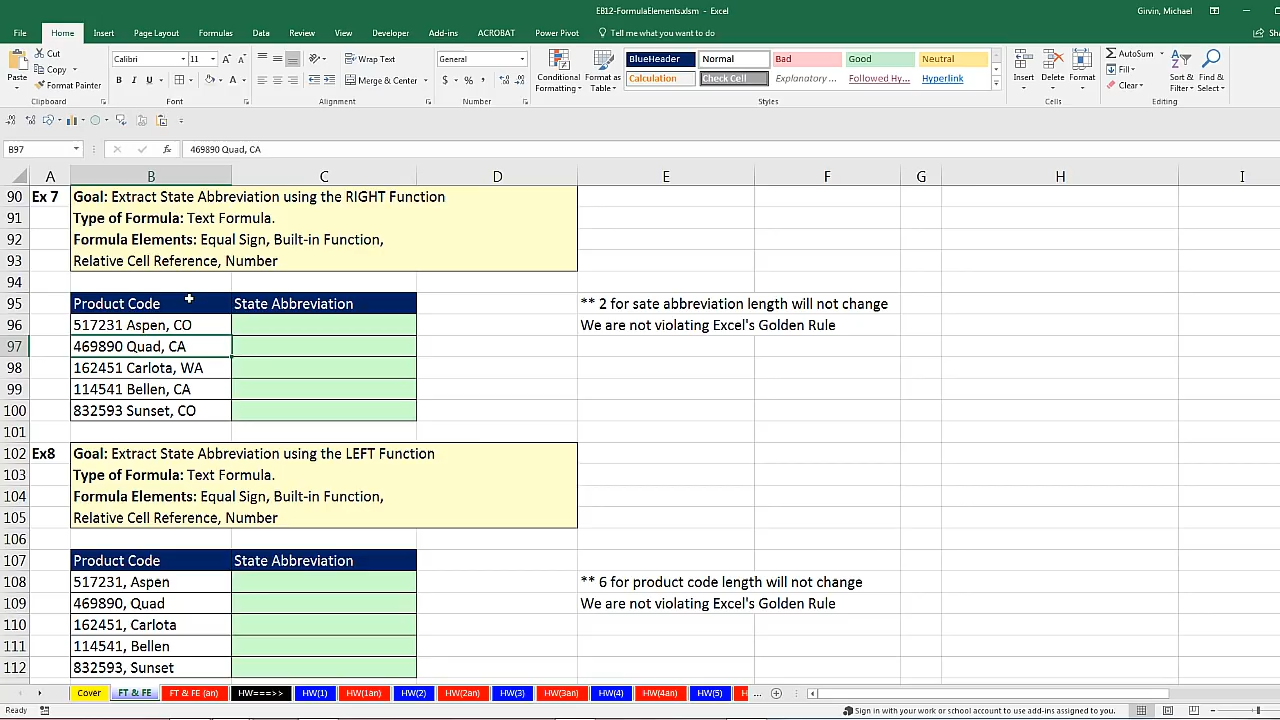 EB12-FormulaElements.xlsm - Excel
Girvin, Michael
File Home Insert Page Layout Formulas Data Review View Developer Add-ins ACROBAT Power Pivot Tell me what you want to do
Paste Cut Calibri 11 Wrap Text General Conditional Formatting Format as Table BlueHeader Normal Bad Good Neutral Insert Delete Format AutoSum Sort & Filter Find & Select
Copy Merge & Center Calculation Check Cell Explanatory ... Followed Hy... Hyperlink Fill
Format Painter Clear
Clipboard Font Alignment Number Styles Cells Editing
B97 fx 469890 Quad, CA
A B C D E F G H I
90 Ex 7 Goal: Extract State Abbreviation using the RIGHT Function
91 Type of Formula: Text Formula.
92 Formula Elements: Equal Sign, Built-in Function,
93 Relative Cell Reference, Number
94
95 Product Code State Abbreviation ** 2 for sate abbreviation length will not change
96 517231 Aspen, CO We are not violating Excel's Golden Rule
97 469890 Quad, CA
98 162451 Carlota, WA
99 114541 Bellen, CA
100 832593 Sunset, CO
101
102 Ex8 Goal: Extract State Abbreviation using the LEFT Function
103 Type of Formula: Text Formula.
104 Formula Elements: Equal Sign, Built-in Function,
105 Relative Cell Reference, Number
106
107 Product Code State Abbreviation
108 517231, Aspen ** 6 for product code length will not change
109 469890, Quad We are not violating Excel's Golden Rule
110 162451, Carlota
111 114541, Bellen
112 832593, Sunset
Cover FT & FE FT & FE (an) HW===>> HW(1) HW(1an) HW(2) HW(2an) HW(3) HW(3an) HW(4) HW(4an) HW(5) H ...
Ready Sign in with your work or school account to use add-ins assigned to you.